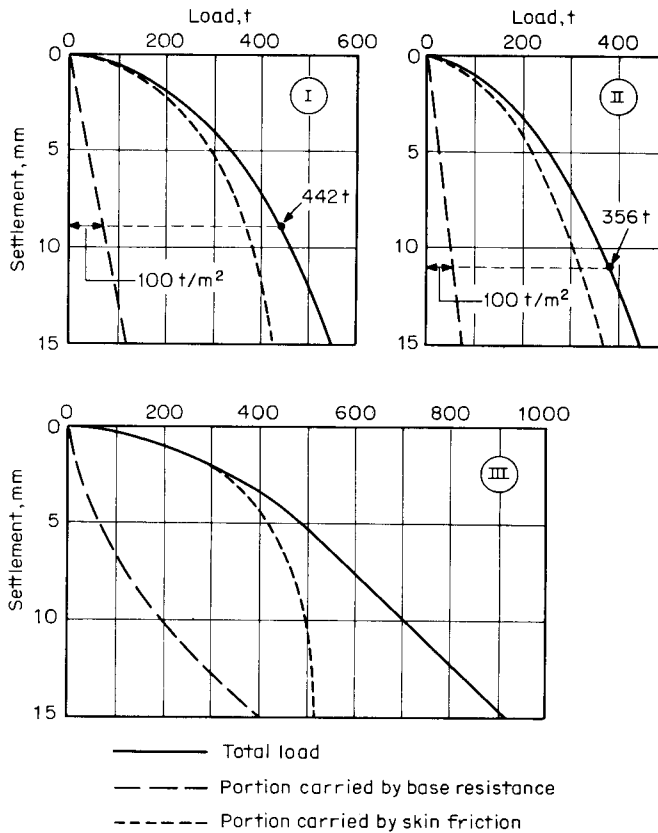 Load,t
Load,t
0 200 400 600
0 200 400
0
5
10
15
Settlement, mm
I
442t
100 t/m²
0
5
10
15
II
356t
100 t/m²
0 200 400 600 800 1000
0
5
10
15
Settlement, mm
III
Total load
Portion carried by base resistance
Portion carried by skin friction